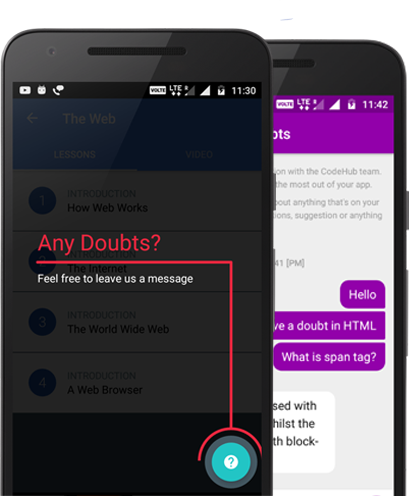 VOLTE LTE 11:30
The Web
LESSONS VIDEO
1 INTRODUCTION
How Web Works
Any Doubts?
2
The Internet
Feel free to leave us a message
3 INTRODUCTION
The World Wide Web
4 INTRODUCTION
A Web Browser
?
VOLTE LTE 11:42
bts
on with the CodeHub team.
the most out of your app.
bout anything that's on your
ions, suggestion or anything
41 [PM]
Hello
ve a doubt in HTML
What is span tag?
sed with
hilst the
th block-